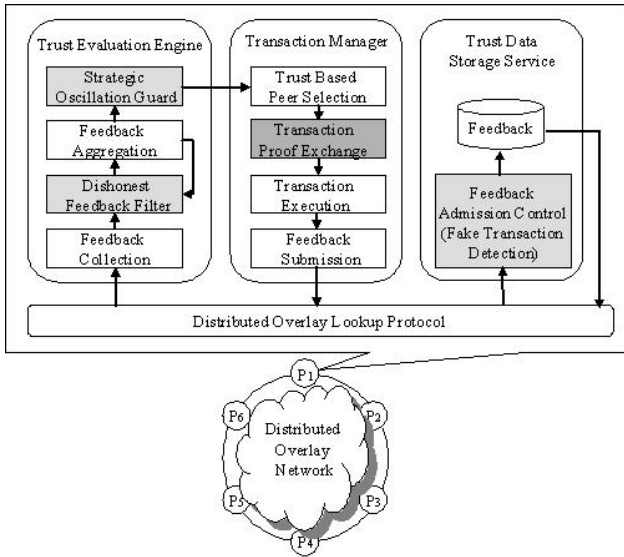 Trust Evaluation Engine
Strategic
Oscillation Guard
Feedback
Aggregation
Dishonest
Feedback Filter
Feedback
Collection
Transaction Manager
Trust Based
Peer Selection
Transaction
Proof Exchange
Transaction
Execution
Feedback
Submission
Trust Data
Storage Service
Feedback
Feedback
Admission Control
(Fake Transaction
Detection)
Distributed Overlay Lookup Protocol
P1
P6
P2
Distributed
Overlay
Network
P5
P3
P4